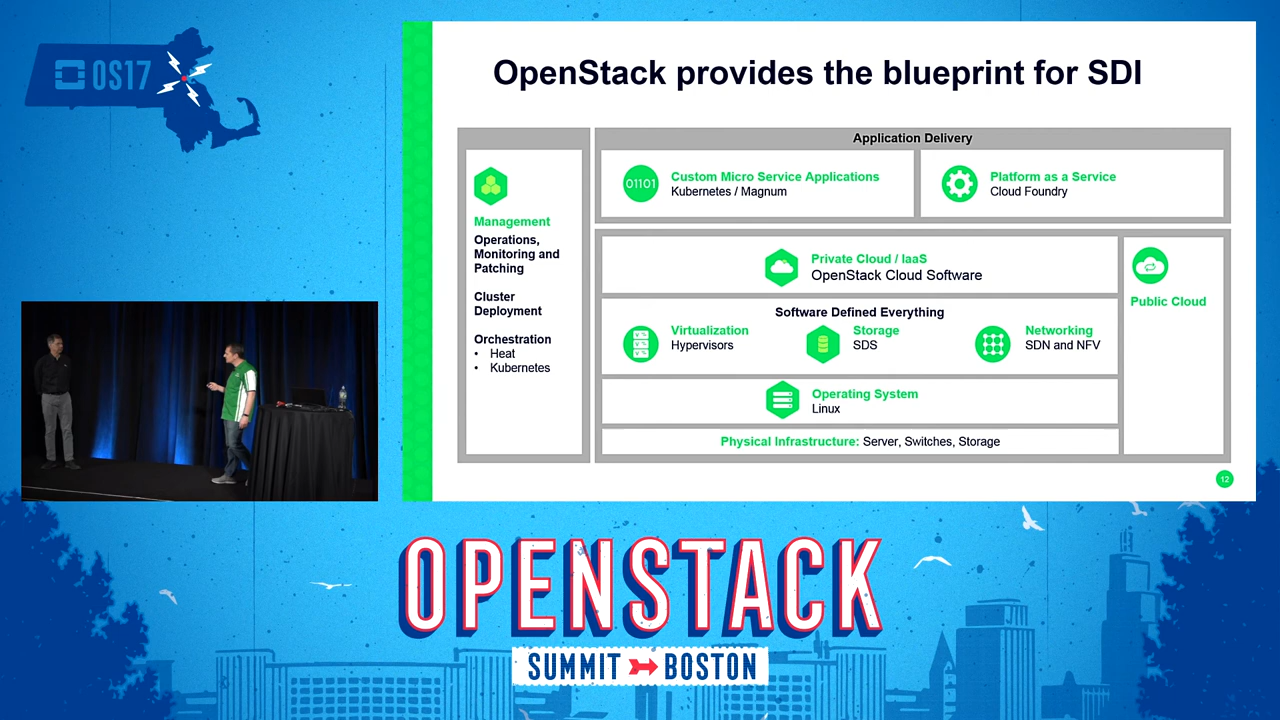 OS17
OpenStack provides the blueprint for SDI
Management
Operations,
Monitoring and
Patching
Cluster
Deployment
Orchestration
• Heat
• Kubernetes
Application Delivery
01101
Custom Micro Service Applications
Kubernetes / Magnum
Platform as a Service
Cloud Foundry
Private Cloud / IaaS
OpenStack Cloud Software
Public Cloud
Software Defined Everything
Virtualization
Hypervisors
Storage
SDS
Networking
SDN and NFV
Operating System
Linux
Physical Infrastructure: Server, Switches, Storage
12
OPENSTACK
SUMMIT BOSTON